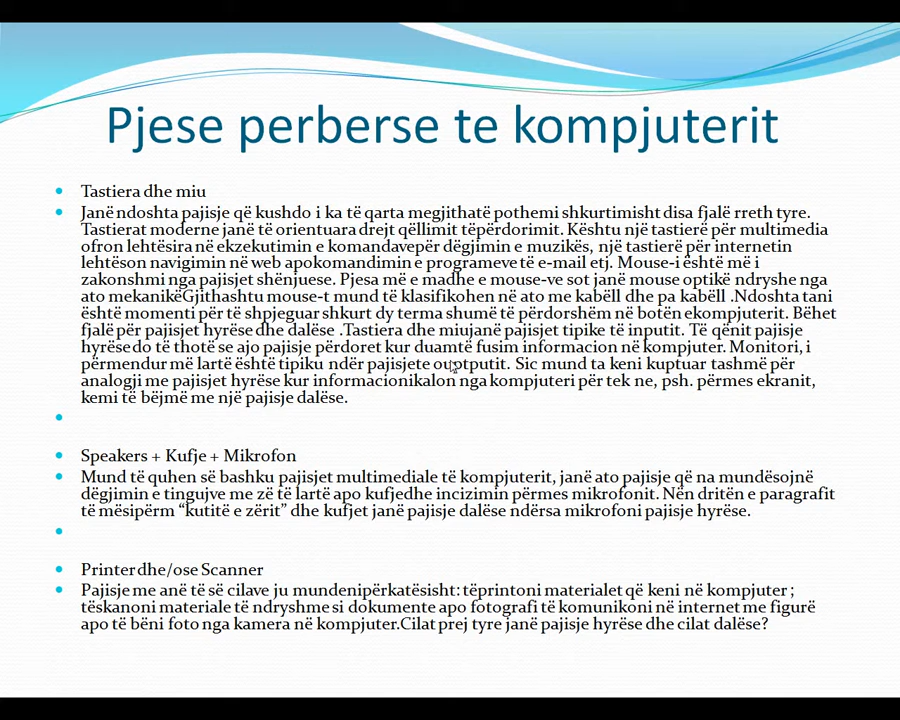 Pjese perberse te kompjuterit
Tastiera dhe miu
Janë ndoshta pajisje që kushdo i ka të qarta megjithatë pothemi shkurtimisht disa fjalë rreth tyre.
Tastierat moderne janë të orientuara drejt qëllimit tëpërdorimit. Kështu një tastierë për multimedia
ofron lehtësira në ekzekutimin e komandavepër dëgjimin e muzikës, një tastierë për internetin
lehtëson navigimin në web apokomandimin e programeve të e-mail etj. Mouse-i është më i
zakonshmi nga pajisjet shënjuese. Pjesa më e madhe e mouse-ve sot janë mouse optikë ndryshe nga
ato mekanikëGjithashtu mouse-t mund të klasifikohen në ato me kabëll dhe pa kabëll .Ndoshta tani
është momenti për të shpjeguar shkurt dy terma shumë të përdorshëm në botën ekompjuterit. Bëhet
fjalë për pajisjet hyrëse dhe dalëse .Tastiera dhe miujanë pajisjet tipike të inputit. Të qënit pajisje
hyrësedo të thotë se ajo pajisje përdoret kur duamtë fusim informacion në kompjuter. Monitori, i
përmendur më lartë është tipiku ndër pajisjete ouptputit. Sic mund ta keni kuptuar tashmë për
analogji me pajisjet hyrëse kur informacionikalon nga kompjuteri për tek ne, psh. përmes ekranit,
kemi të bëjmë me një pajisje dalëse.
Speakers + Kufje + Mikrofon
Mund të quhen së bashku pajisjet multimediale të kompjuterit, janë ato pajisje që na mundësojnë
dëgjimin e tingujve me zë të lartë apo kufjedhe incizimin përmes mikrofonit. Nën dritën e paragrafit
të mësipërm “kutitë e zërit” dhe kufjet janë pajisje dalëse ndërsa mikrofoni pajisje hyrëse.
Printer dhe/ose Scanner
Pajisje me anë të së cilave ju mundenipërkatësisht: tëprintoni materialet që keni në kompjuter ;
tëskanoni materiale të ndryshme si dokumente apo fotografi të komunikoni në internet me figurë
apo të bëni foto nga kamera në kompjuter.Cilat prej tyre janë pajisje hyrëse dhe cilat dalëse?